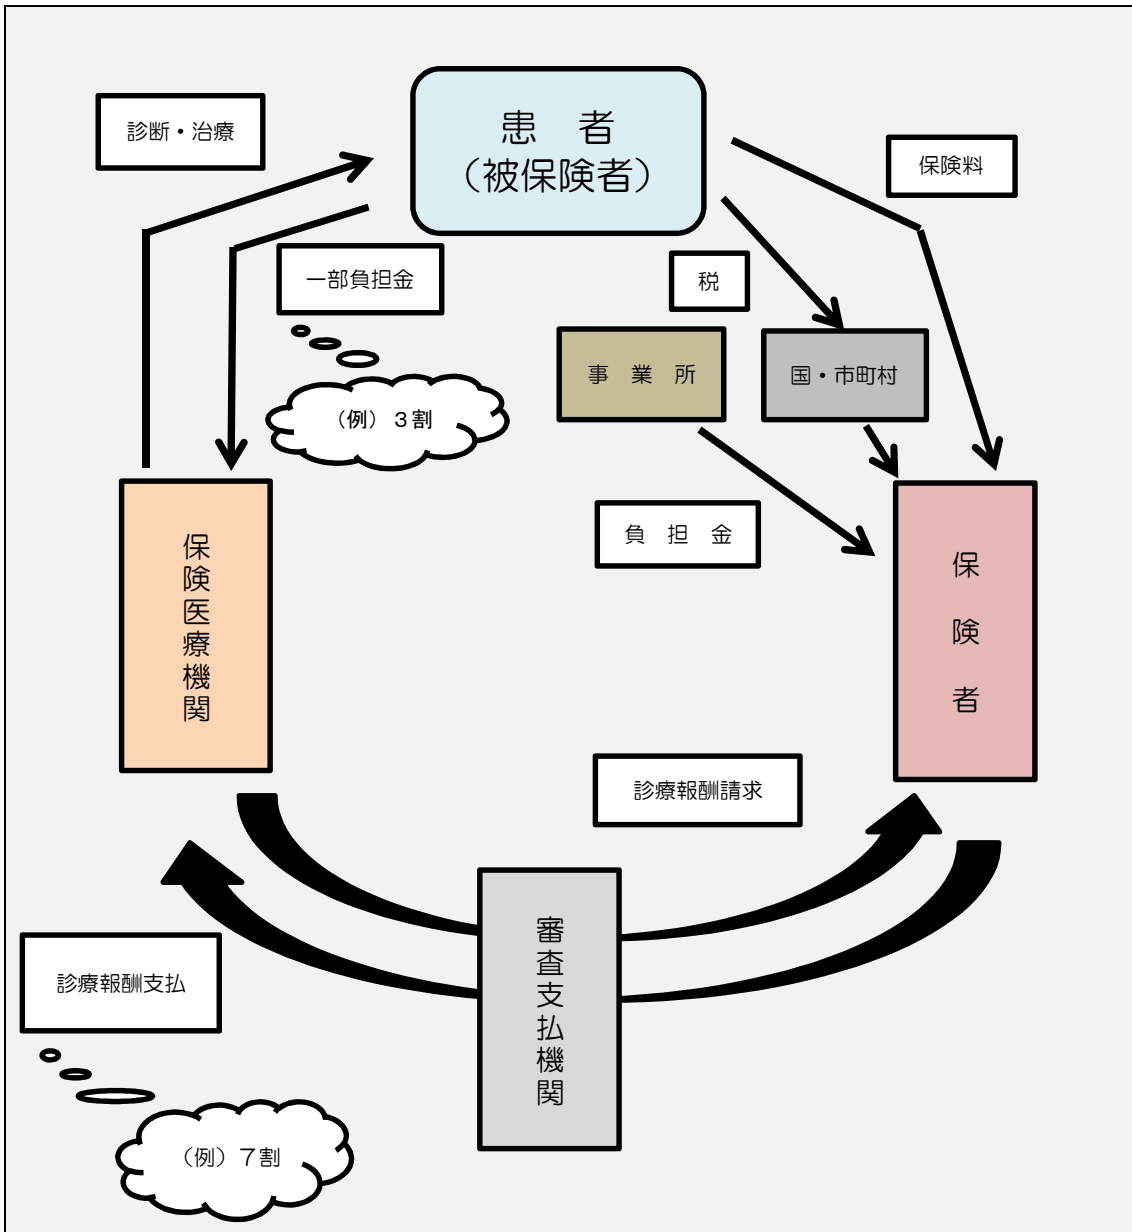 患　者
（被保険者）
診断・治療
保険料
一部負担金
税
事　業　所
国・市町村
（例）３割
負　担　金
保険医療機関
保　険　者
診療報酬請求
審査支払機関
診療報酬支払
（例）７割